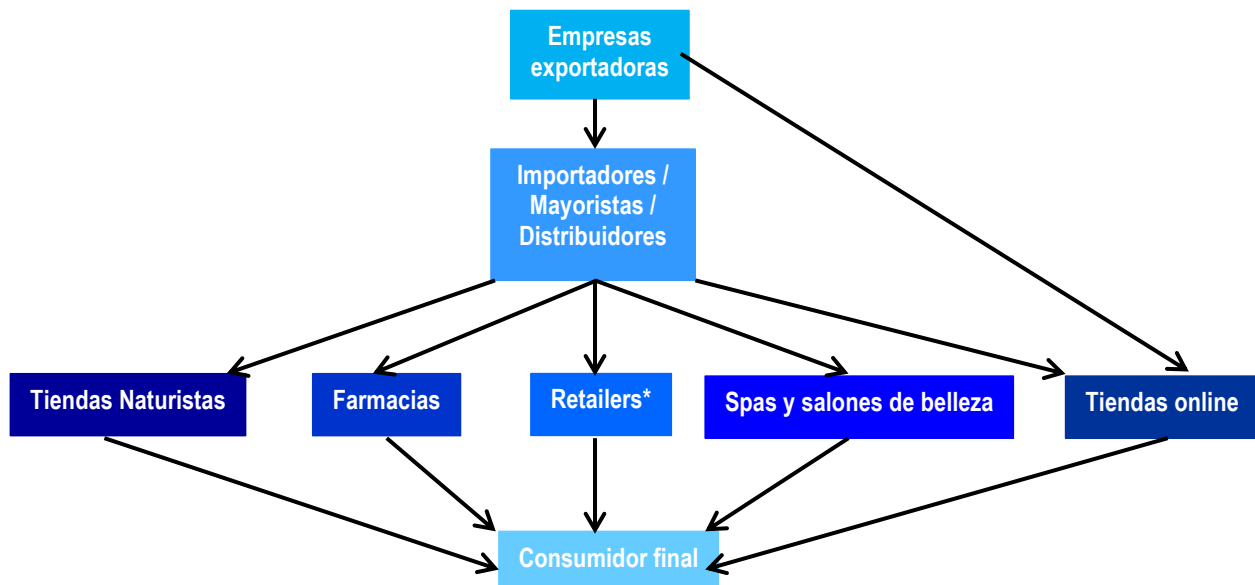 Empresas
exportadoras
Importadores /
Mayoristas /
Distribuidores
Tiendas Naturistas
Farmacias
Retailers*
Spas y salones de belleza
Tiendas online
Consumidor final